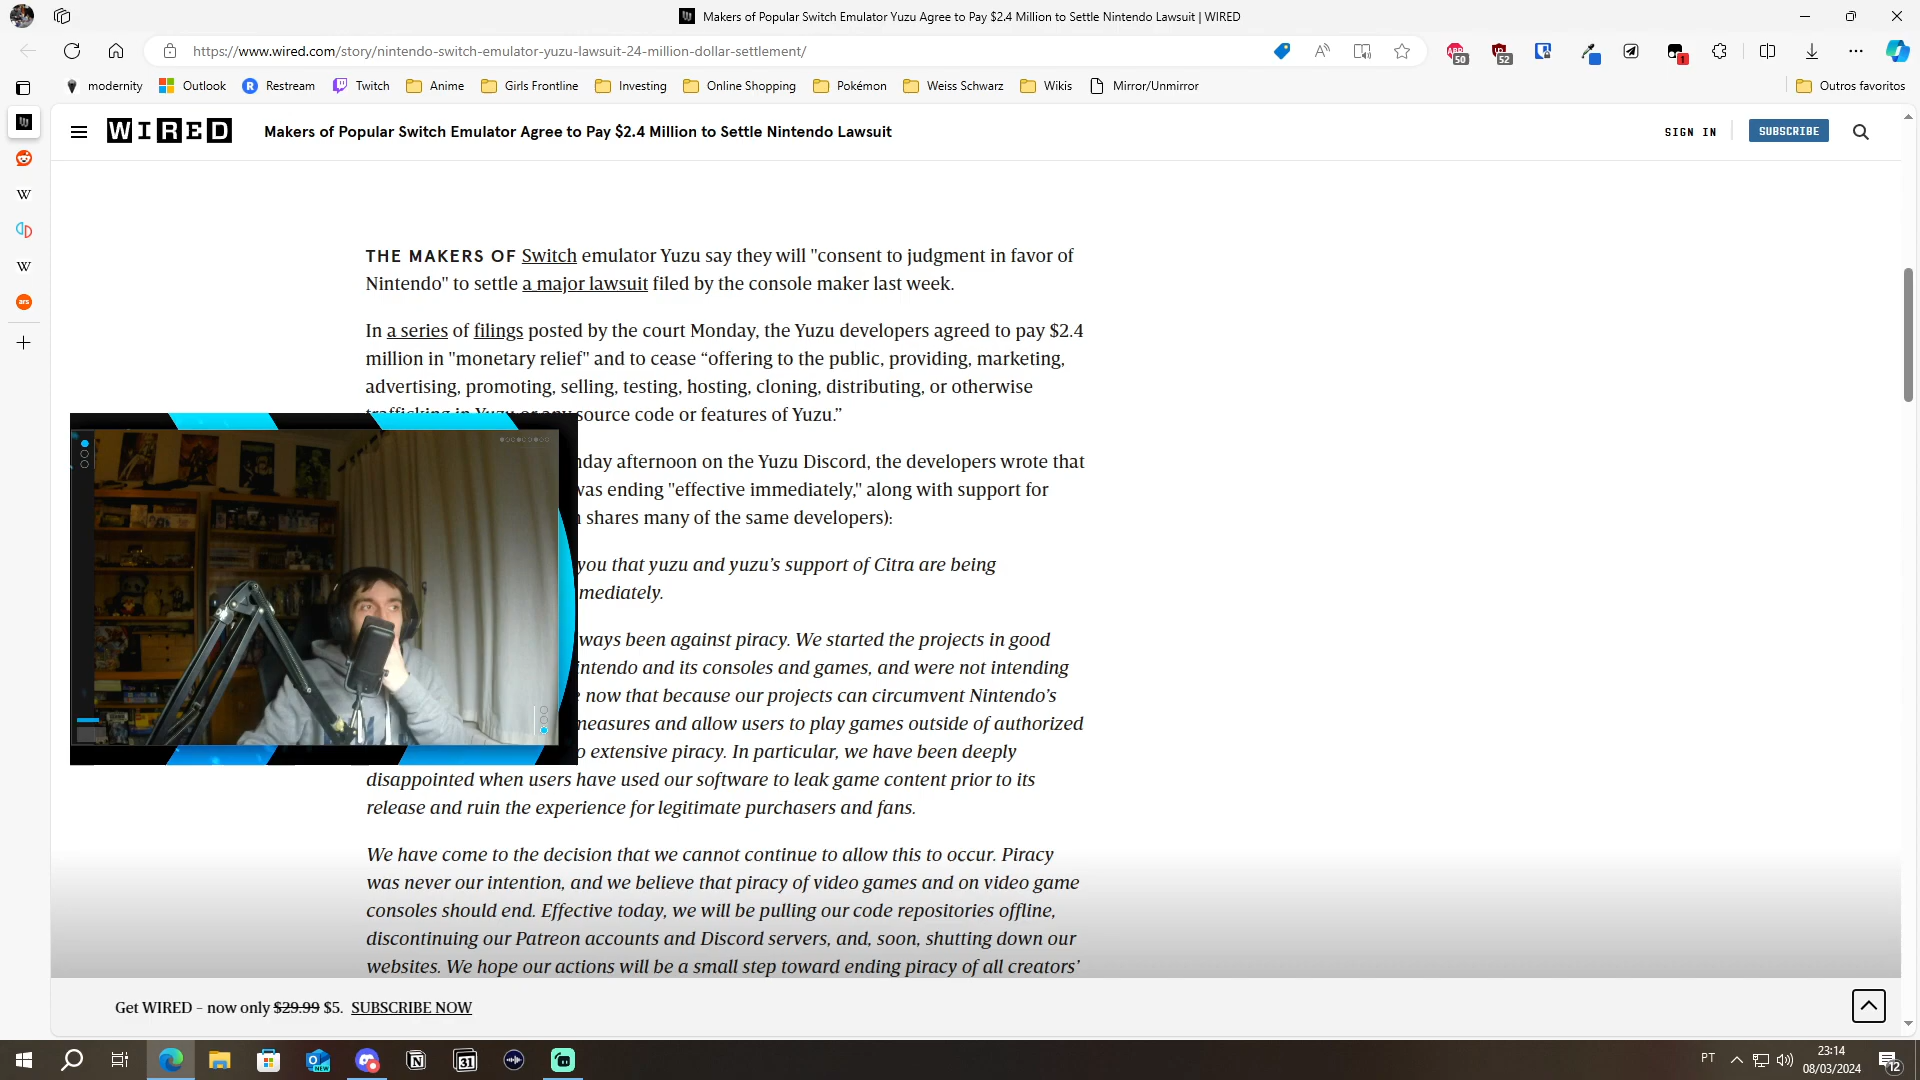 Makers of Popular Switch Emulator Yuzu Agree to Pay $2.4 Million to Settle Nintendo Lawsuit | WIRED
https://www.wired.com/story/nintendo-switch-emulator-yuzu-lawsuit-24-million-dollar-settlement/
50
52
1
modernity
Outlook
Restream
Twitch
Anime
Girls Frontline
Investing
Online Shopping
Pokémon
Weiss Schwarz
Wikis
Mirror/Unmirror
Outros favoritos
WIRED
Makers of Popular Switch Emulator Agree to Pay $2.4 Million to Settle Nintendo Lawsuit
SIGN IN
SUBSCRIBE
THE MAKERS OF Switch emulator Yuzu say they will "consent to judgment in favor of
Nintendo" to settle a major lawsuit filed by the console maker last week.
In a series of filings posted by the court Monday, the Yuzu developers agreed to pay $2.4
million in "monetary relief" and to cease “offering to the public, providing, marketing,
advertising, promoting, selling, testing, hosting, cloning, distributing, or otherwise
trafficking in Yuzu or any source code or features of Yuzu.”
afternoon on the Yuzu Discord, the developers wrote that
was ending "effective immediately," along with support for
shares many of the same developers):
you that yuzu and yuzu’s support of Citra are being
been against piracy. We started the projects in good
and its consoles and games, and were not intending
now that because our projects can circumvent Nintendo’s
measures and allow users to play games outside of authorized
extensive piracy. In particular, we have been deeply
disappointed when users have used our software to leak game content prior to its
release and ruin the experience for legitimate purchasers and fans.
We have come to the decision that we cannot continue to allow this to occur. Piracy
was never our intention, and we believe that piracy of video games and on video game
consoles should end. Effective today, we will be pulling our code repositories offline,
discontinuing our Patreon accounts and Discord servers, and, soon, shutting down our
websites. We hope our actions will be a small step toward ending piracy of all creators’
Get WIRED - now only $29.99 $5. SUBSCRIBE NOW
PT
23:14
08/03/2024
12